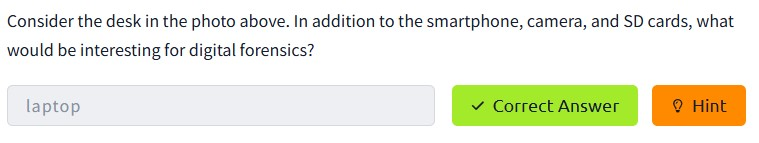 Consider the desk in the photo above. In addition to the smartphone, camera, and SD cards, what
would be interesting for digital forensics?
laptop
Correct Answer
Hint